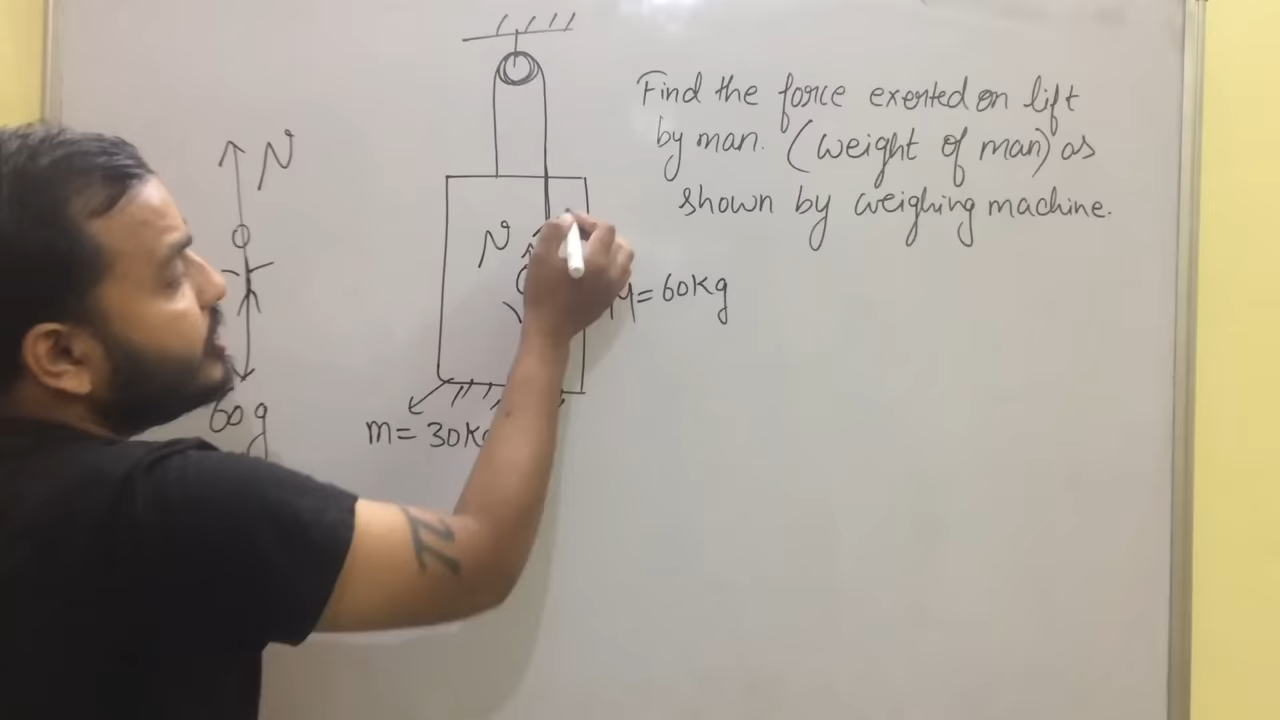 Find the force exerted on lift
by man. (weight of man) as
shown by weighing machine.
N
N
M=60kg
60g
m= 30K